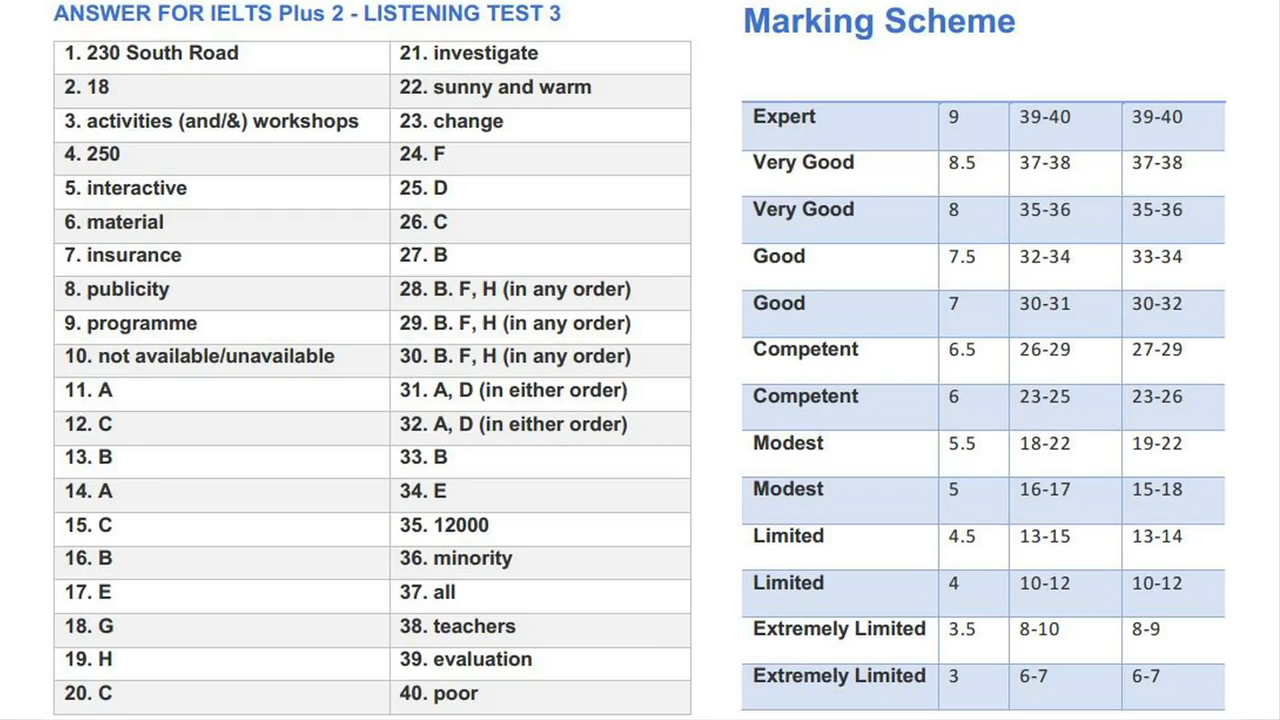 ANSWER FOR IELTS Plus 2 - LISTENING TEST 3
1. 230 South Road 21. investigate
2. 18 22. sunny and warm
3. activities (and/&) workshops 23. change
4. 250 24. F
5. interactive 25. D
6. material 26. C
7. insurance 27. B
8. publicity 28. B. F, H (in any order)
9. programme 29. B. F, H (in any order)
10. not available/unavailable 30. B. F, H (in any order)
11. A 31. A, D (in either order)
12. C 32. A, D (in either order)
13. B 33. B
14. A 34. E
15. C 35. 12000
16. B 36. minority
17. E 37. all
18. G 38. teachers
19. H 39. evaluation
20. C 40. poor
Marking Scheme
Expert 9 39-40 39-40
Very Good 8.5 37-38 37-38
Very Good 8 35-36 35-36
Good 7.5 32-34 33-34
Good 7 30-31 30-32
Competent 6.5 26-29 27-29
Competent 6 23-25 23-26
Modest 5.5 18-22 19-22
Modest 5 16-17 15-18
Limited 4.5 13-15 13-14
Limited 4 10-12 10-12
Extremely Limited 3.5 8-10 8-9
Extremely Limited 3 6-7 6-7